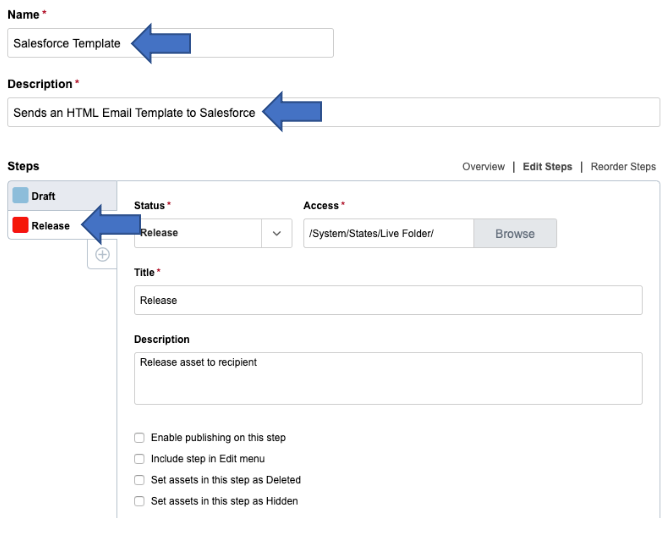 Name *
Salesforce Template
Description *
Sends an HTML Email Template to Salesforce
Steps
Overview | Edit Steps | Reorder Steps
Draft
Release
Status *
Access *
Release
/System/States/Live Folder/
Browse
Title *
Release
Description
Release asset to recipient
Enable publishing on this step
Include step in Edit menu
Set assets in this step as Deleted
Set assets in this step as Hidden